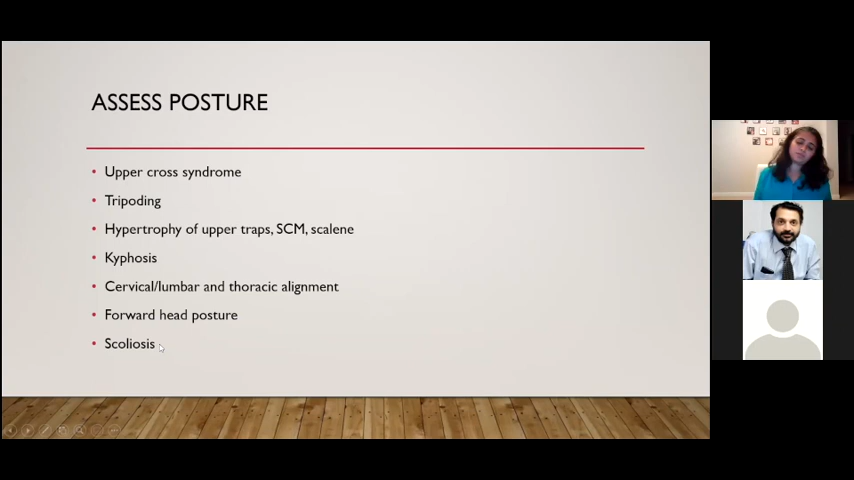 ASSESS POSTURE
• Upper cross syndrome
• Tripoding
• Hypertrophy of upper traps, SCM, scalene
• Kyphosis
• Cervical/lumbar and thoracic alignment
• Forward head posture
• Scoliosis